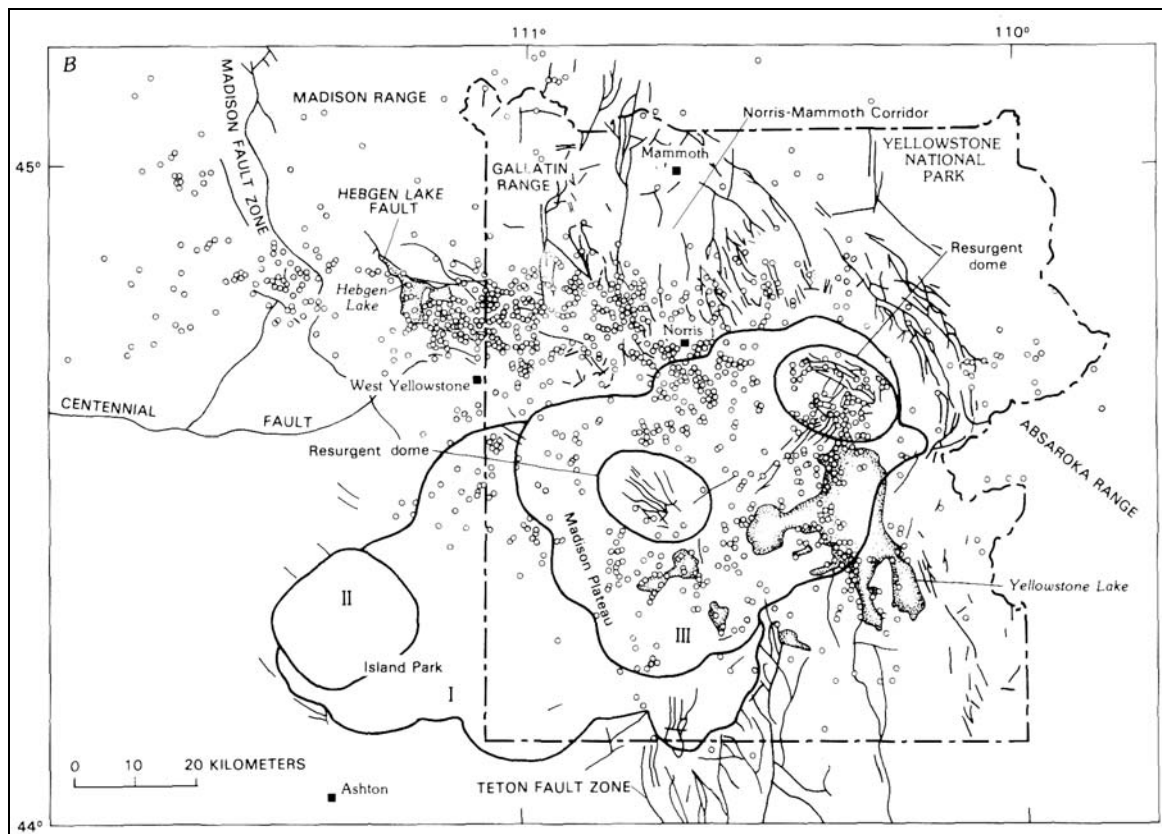 B
111°
110°
MADISON RANGE
MADISON FAULT ZONE
Norris-Mammoth Corridor
45°
Mammoth
YELLOWSTONE
NATIONAL
PARK
GALLATIN
RANGE
HEBGEN LAKE
FAULT
Resurgent
dome
Hebgen
Lake
Norris
West Yellowstone
CENTENNIAL
FAULT
Resurgent dome
ABSAROKA RANGE
Madison Plateau
Yellowstone Lake
II
III
Island Park
I
0 10 20 KILOMETERS
TETON FAULT ZONE
Ashton
44°